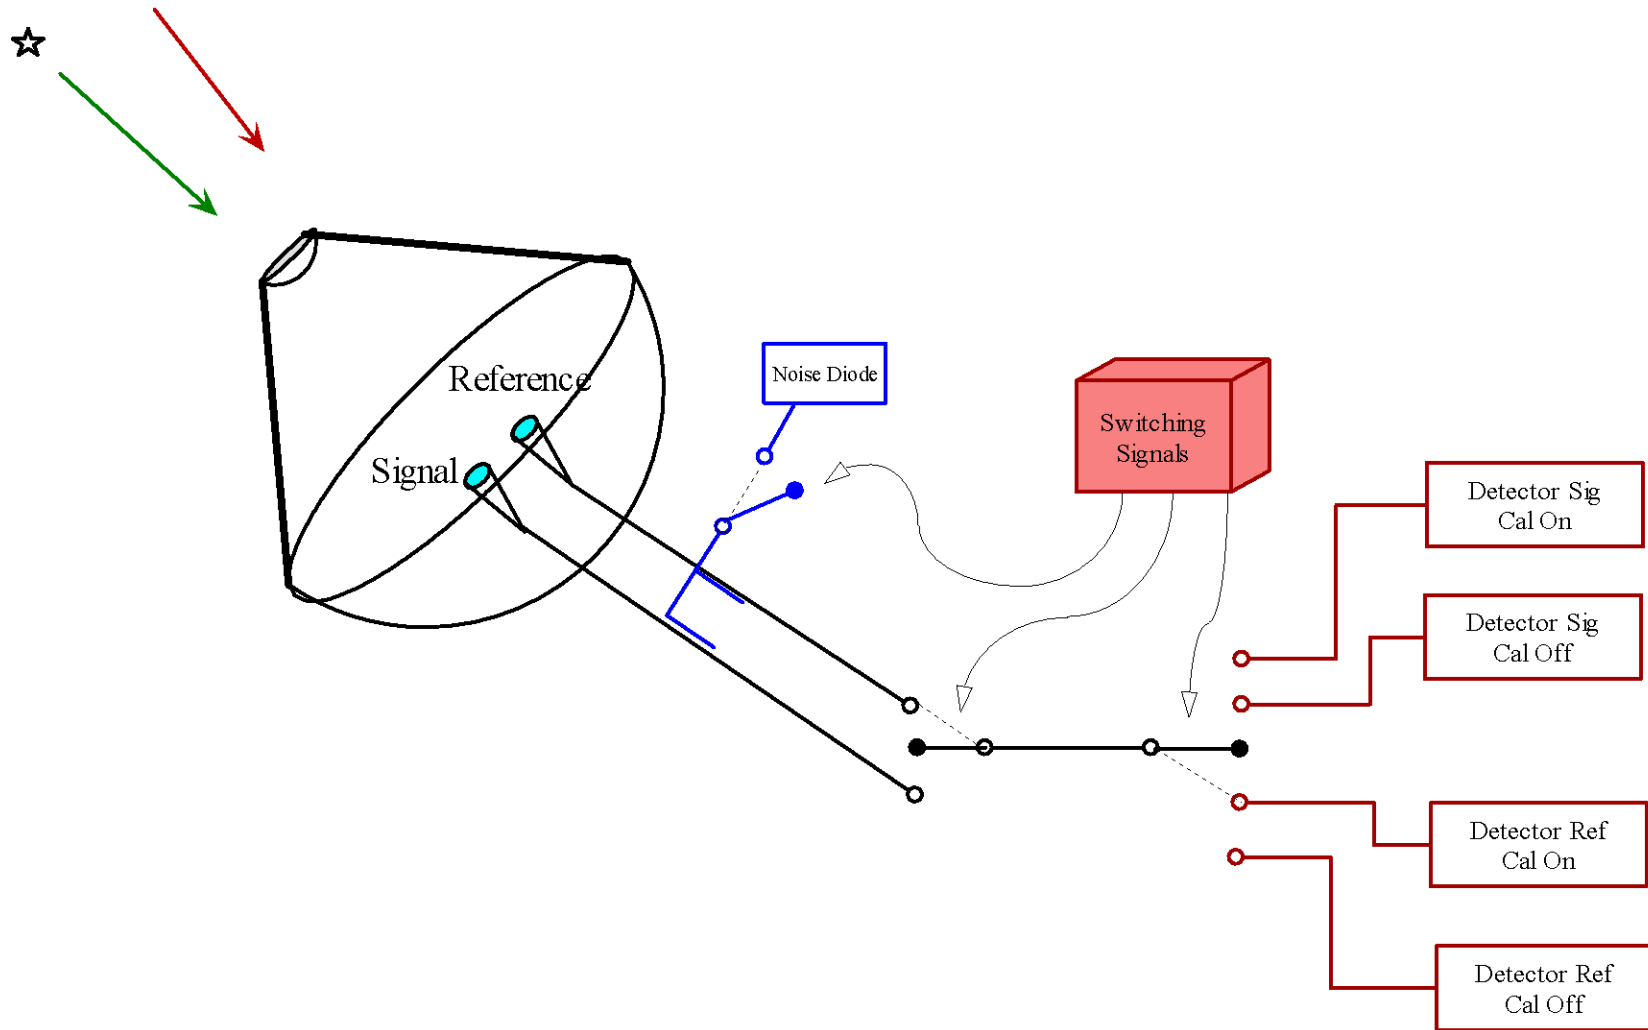 Reference
Signal
Noise Diode
Switching
Signals
Detector Sig
Cal On
Detector Sig
Cal Off
Detector Ref
Cal On
Detector Ref
Cal Off